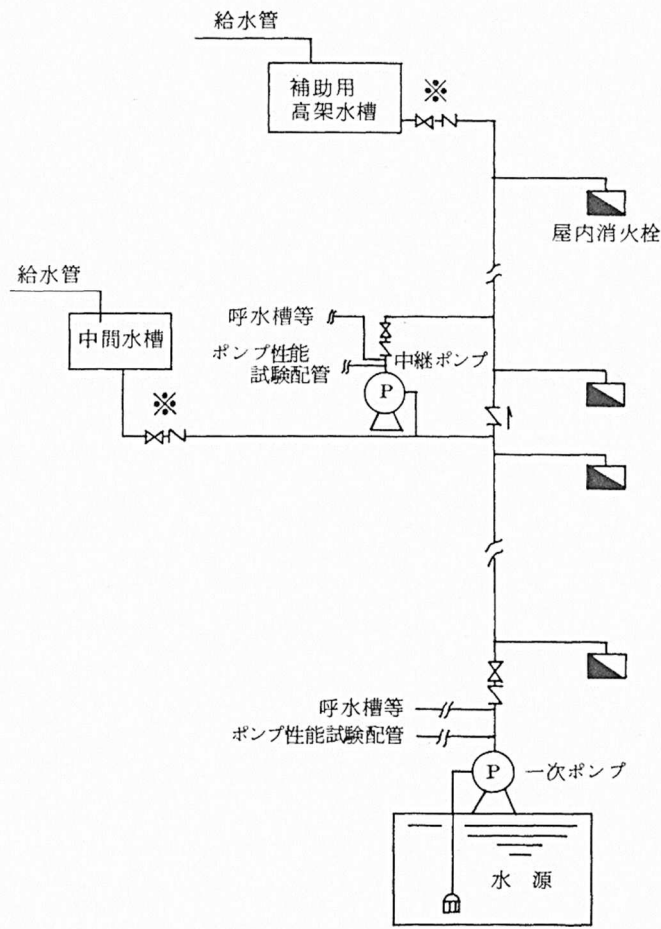 給水管
補助用
高架水槽
※
屋内消火栓
給水管
中間水槽
※
呼水槽等
ポンプ性能
試験配管
中継ポンプ
P
呼水槽等
ポンプ性能試験配管
P
一次ポンプ
水 源